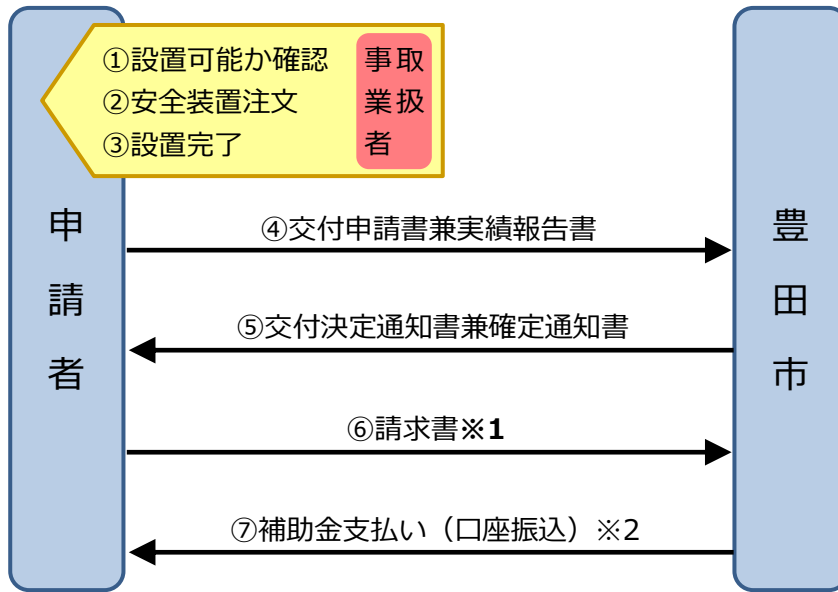 ①設置可能か確認
②安全装置注文
③設置完了
取扱
事業者
申請者
豊田市
④交付申請書兼実績報告書
⑤交付決定通知書兼確定通知書
⑥請求書※1
⑦補助金支払い（口座振込）※2